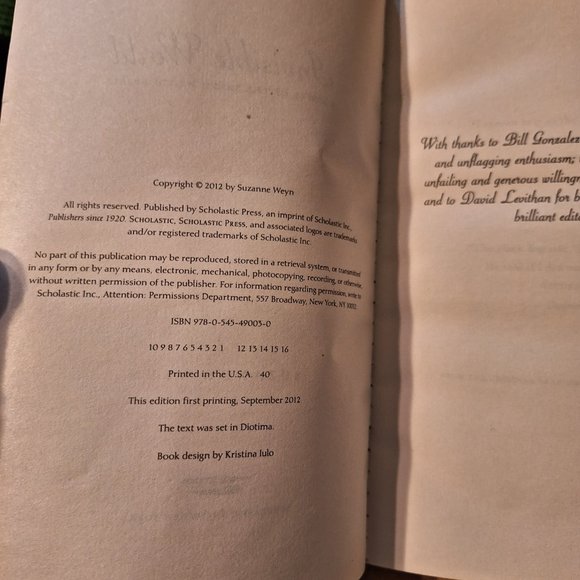 Invisible World
Copyright © 2012 by Suzanne Weyn
All rights reserved. Published by Scholastic Press, an imprint of Scholastic Inc.,
Publishers since 1920. SCHOLASTIC, SCHOLASTIC PRESS, and associated logos are trademarks
and/or registered trademarks of Scholastic Inc.
No part of this publication may be reproduced, stored in a retrieval system, or transmitted
in any form or by any means, electronic, mechanical, photocopying, recording, or otherwise,
without written permission of the publisher. For information regarding permission, write to
Scholastic Inc., Attention: Permissions Department, 557 Broadway, New York, NY 10012
ISBN 978-0-545-49005-0
10 9 8 7 6 5 4 3 2 1 12 13 14 15 16
Printed in the U.S.A. 40
This edition first printing, September 2012
The text was set in Diotima.
Book design by Kristina Iulo
With thanks to Bill Gonzalez
and unflagging enthusiasm;
unfailing and generous willingn
and to David Levithan for b
brilliant edito